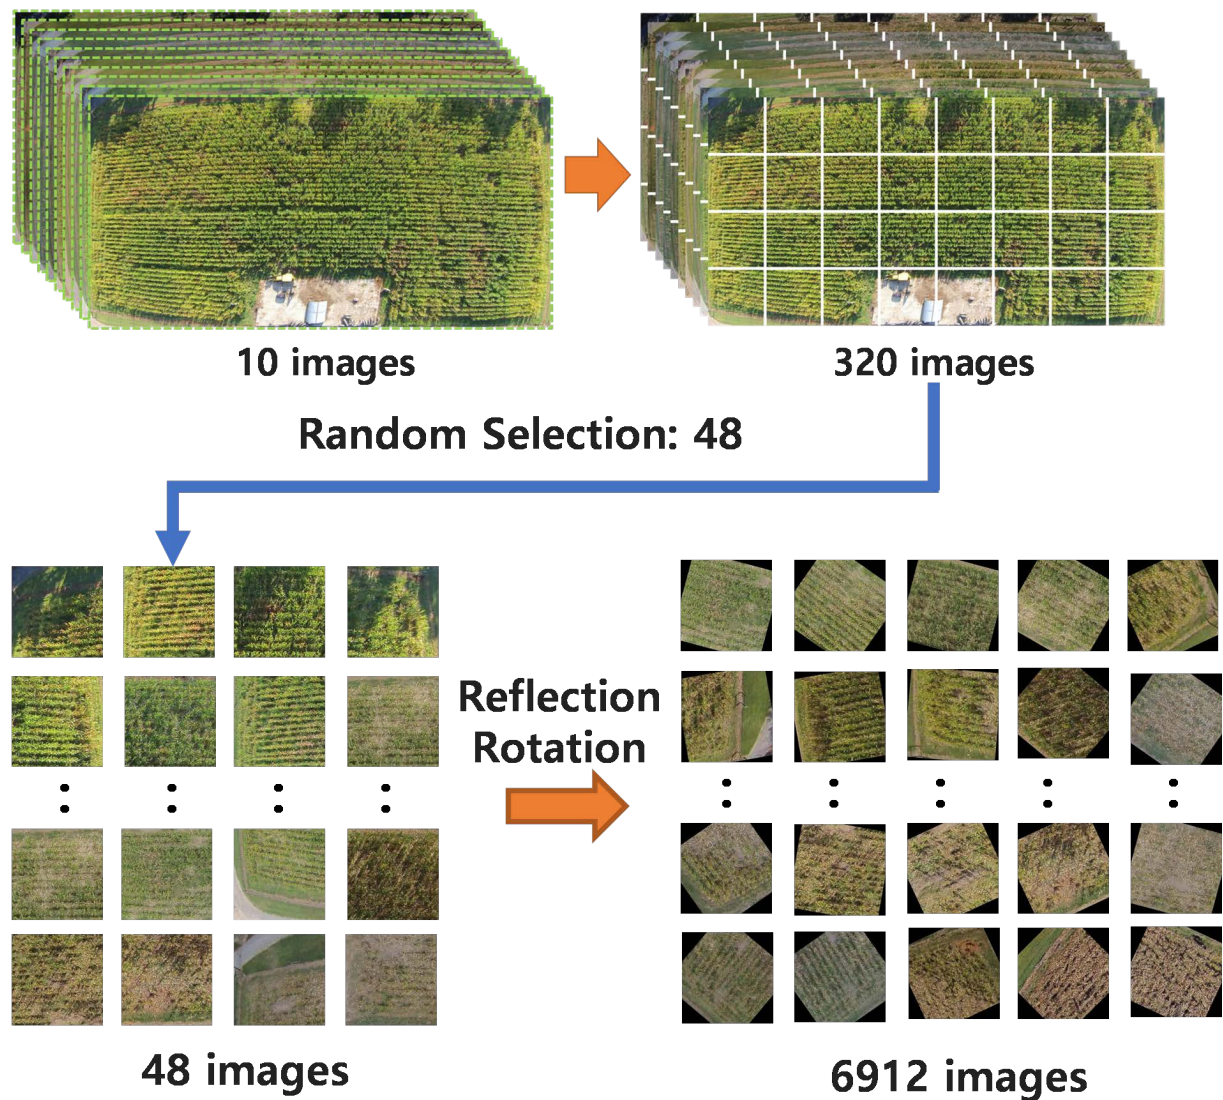 10 images
320 images
Random Selection: 48
Reflection
Rotation
48 images
6912 images